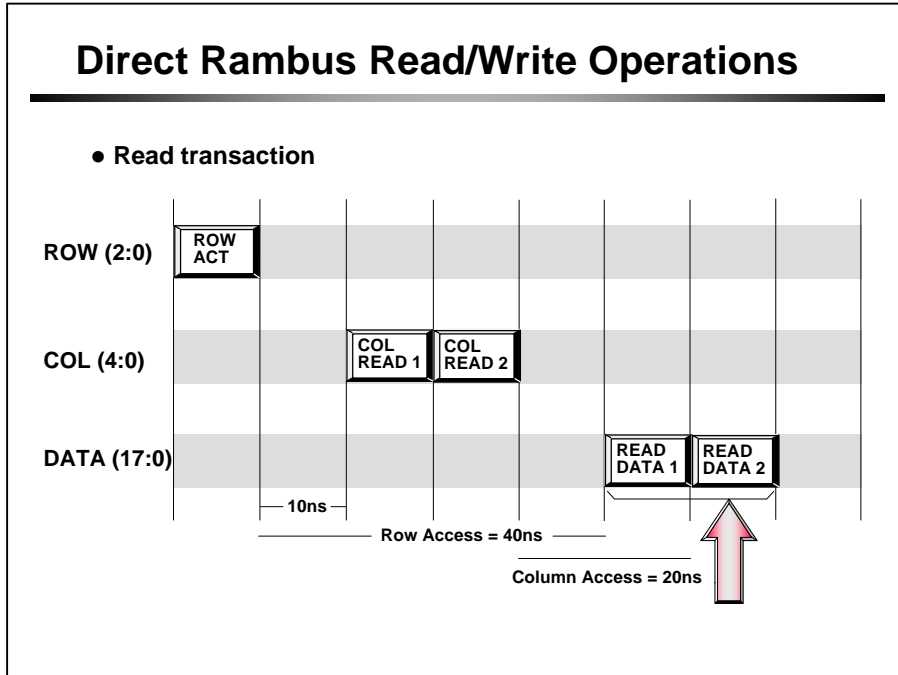 Direct Rambus Read/Write Operations
● Read transaction
ROW (2:0)
ROW
ACT
COL (4:0)
COL
READ 1
COL
READ 2
DATA (17:0)
READ
DATA 1
READ
DATA 2
10ns
Row Access = 40ns
Column Access = 20ns